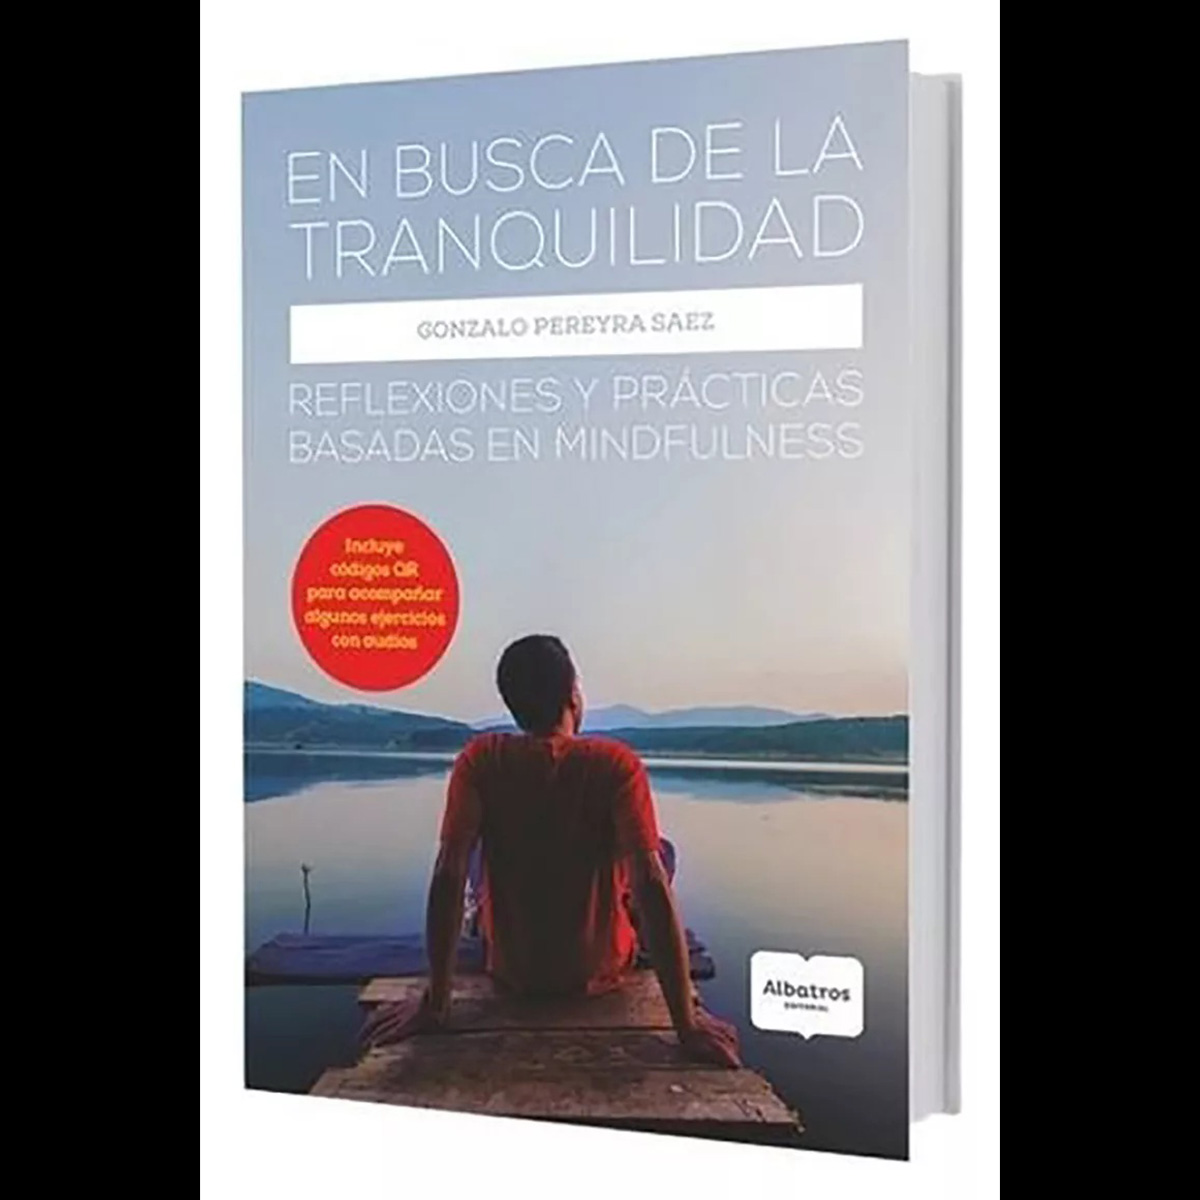 EN BUSCA DE LA
TRANQUILIDAD
GONZALO PEREYRA SAEZ
REFLEXIONES Y PRÁCTICAS
BASADAS EN MINDFULNESS
Incluye
códigos QR
para acompañar
algunos ejercicios
con audios
Albatros
EDITORIAL